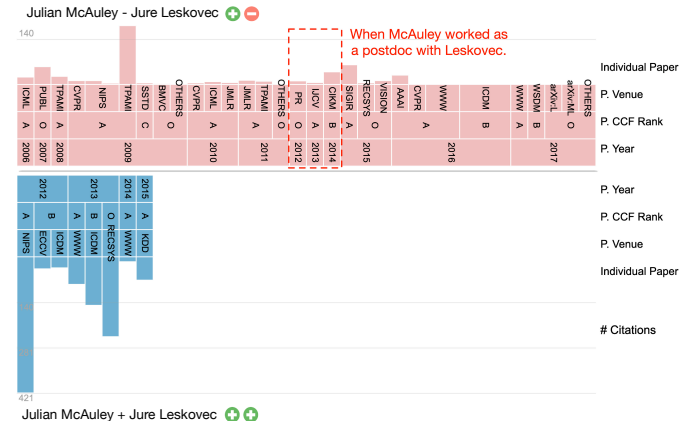 Julian McAuley - Jure Leskovec
140
When McAuley worked as
a postdoc with Leskovec.
Individual Paper
ICML PUBL TPAMI CVPR NIPS TPAMI SSTD BMVC OTHERS CVPR ICML JMLR JMLR TPAMI OTHERS PR IJCV CIKM SIGIR RECSYS VISION AAAI CVPR WWW ICDM WWW WSDM arXiv:L arXiv:ML OTHERS P. Venue
A O A A C O A A O O A B A O A B A B O P. CCF Rank
2006 2007 2008 2009 2010 2011 2012 2013 2014 2015 2016 2017 P. Year
2012 2013 2014 2015 P. Year
A B A B O A A P. CCF Rank
NIPS ECCV ICDM WWW ICDM RECSYS WWW KDD P. Venue
Individual Paper
# Citations
421
Julian McAuley + Jure Leskovec